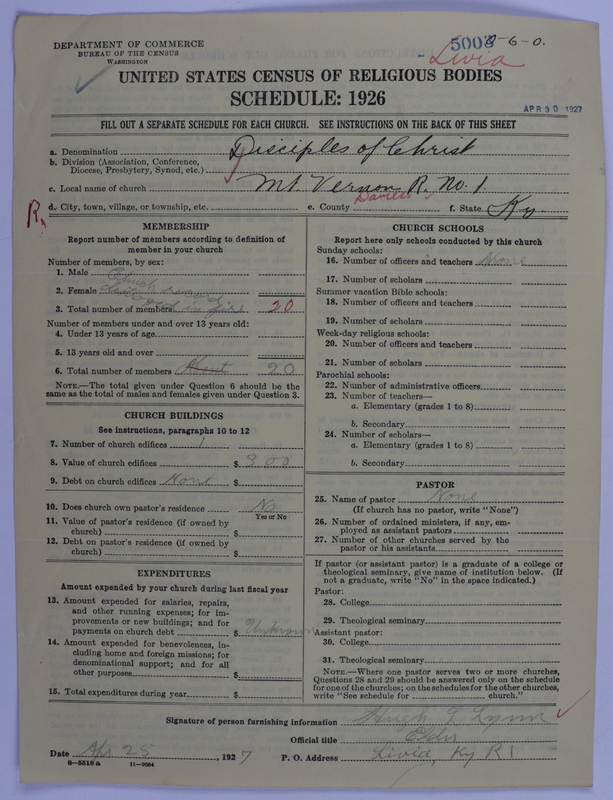 DEPARTMENT OF COMMERCE
BUREAU OF THE CENSUS
WASHINGTON
8-6-0.
Livia
UNITED STATES CENSUS OF RELIGIOUS BODIES
SCHEDULE: 1926
APR 30 1927
FILL OUT A SEPARATE SCHEDULE FOR EACH CHURCH. SEE INSTRUCTIONS ON THE BACK OF THIS SHEET
a. Denomination Disciples of Christ
b. Division (Association, Conference,
Diocese, Presbytery, Synod, etc.)
c. Local name of church Mt Vernon R. No. 1
d. City, town, village, or township, etc. e. County Daviess f. State Ky
R.
MEMBERSHIP
Report number of members according to definition of
member in your church
Number of members, by sex:
1. Male
2. Female
3. Total number of members 20
Number of members under and over 13 years old:
4. Under 13 years of age
5. 13 years old and over
6. Total number of members About 20
NOTE.—The total given under Question 6 should be the
same as the total of males and females given under Question 3.
CHURCH BUILDINGS
See instructions, paragraphs 10 to 12
7. Number of church edifices 1
8. Value of church edifices $ 300
9. Debt on church edifices None $
10. Does church own pastor's residence No
Yes or No
11. Value of pastor's residence (if owned by
church) $
12. Debt on pastor's residence (if owned by
church) $
EXPENDITURES
Amount expended by your church during last fiscal year
13. Amount expended for salaries, repairs,
and other running expenses; for im-
provements or new buildings; and for
payments on church debt $ Unknown
14. Amount expended for benevolences, in-
cluding home and foreign missions; for
denominational support; and for all
other purposes $
15. Total expenditures during year $
CHURCH SCHOOLS
Report here only schools conducted by this church
Sunday schools:
16. Number of officers and teachers None
17. Number of scholars
Summer vacation Bible schools:
18. Number of officers and teachers
19. Number of scholars
Week-day religious schools:
20. Number of officers and teachers
21. Number of scholars
Parochial schools:
22. Number of administrative officers
23. Number of teachers—
a. Elementary (grades 1 to 8)
b. Secondary
24. Number of scholars—
a. Elementary (grades 1 to 8)
b. Secondary
PASTOR
25. Name of pastor None
(If church has no pastor, write "None")
26. Number of ordained ministers, if any, em-
ployed as assistant pastors
27. Number of other churches served by the
pastor or his assistants
If pastor (or assistant pastor) is a graduate of a college or
theological seminary, give name of institution below. (If
not a graduate, write "No" in the space indicated.)
Pastor:
28. College
29. Theological seminary
Assistant pastor:
30. College
31. Theological seminary
NOTE.—Where one pastor serves two or more churches,
Questions 28 and 29 should be answered only on the schedule
for one of the churches; on the schedules for the other churches,
write "See schedule for church."
Signature of person furnishing information Hugh L Lynn
Official title Elder
Date Apr 25, 1927 P. O. Address Livia, Ky R1
8—5318a 11—9084